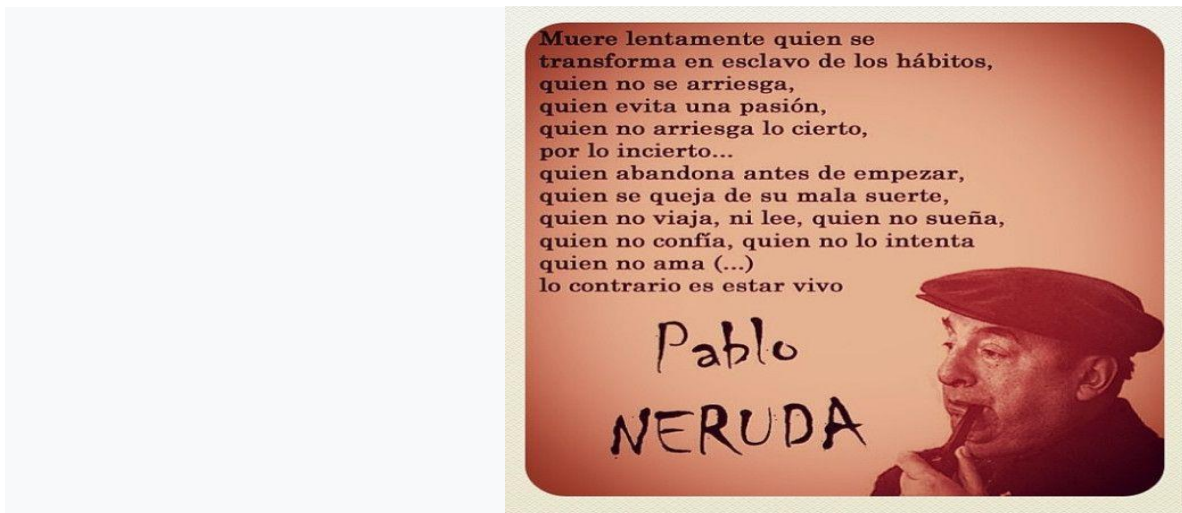 Muere lentamente quien se
transforma en esclavo de los hábitos,
quien no se arriesga,
quien evita una pasión,
quien no arriesga lo cierto,
por lo incierto...
quien abandona antes de empezar,
quien se queja de su mala suerte,
quien no viaja, ni lee, quien no sueña,
quien no confía, quien no lo intenta
quien no ama (...)
lo contrario es estar vivo
Pablo
NERUDA